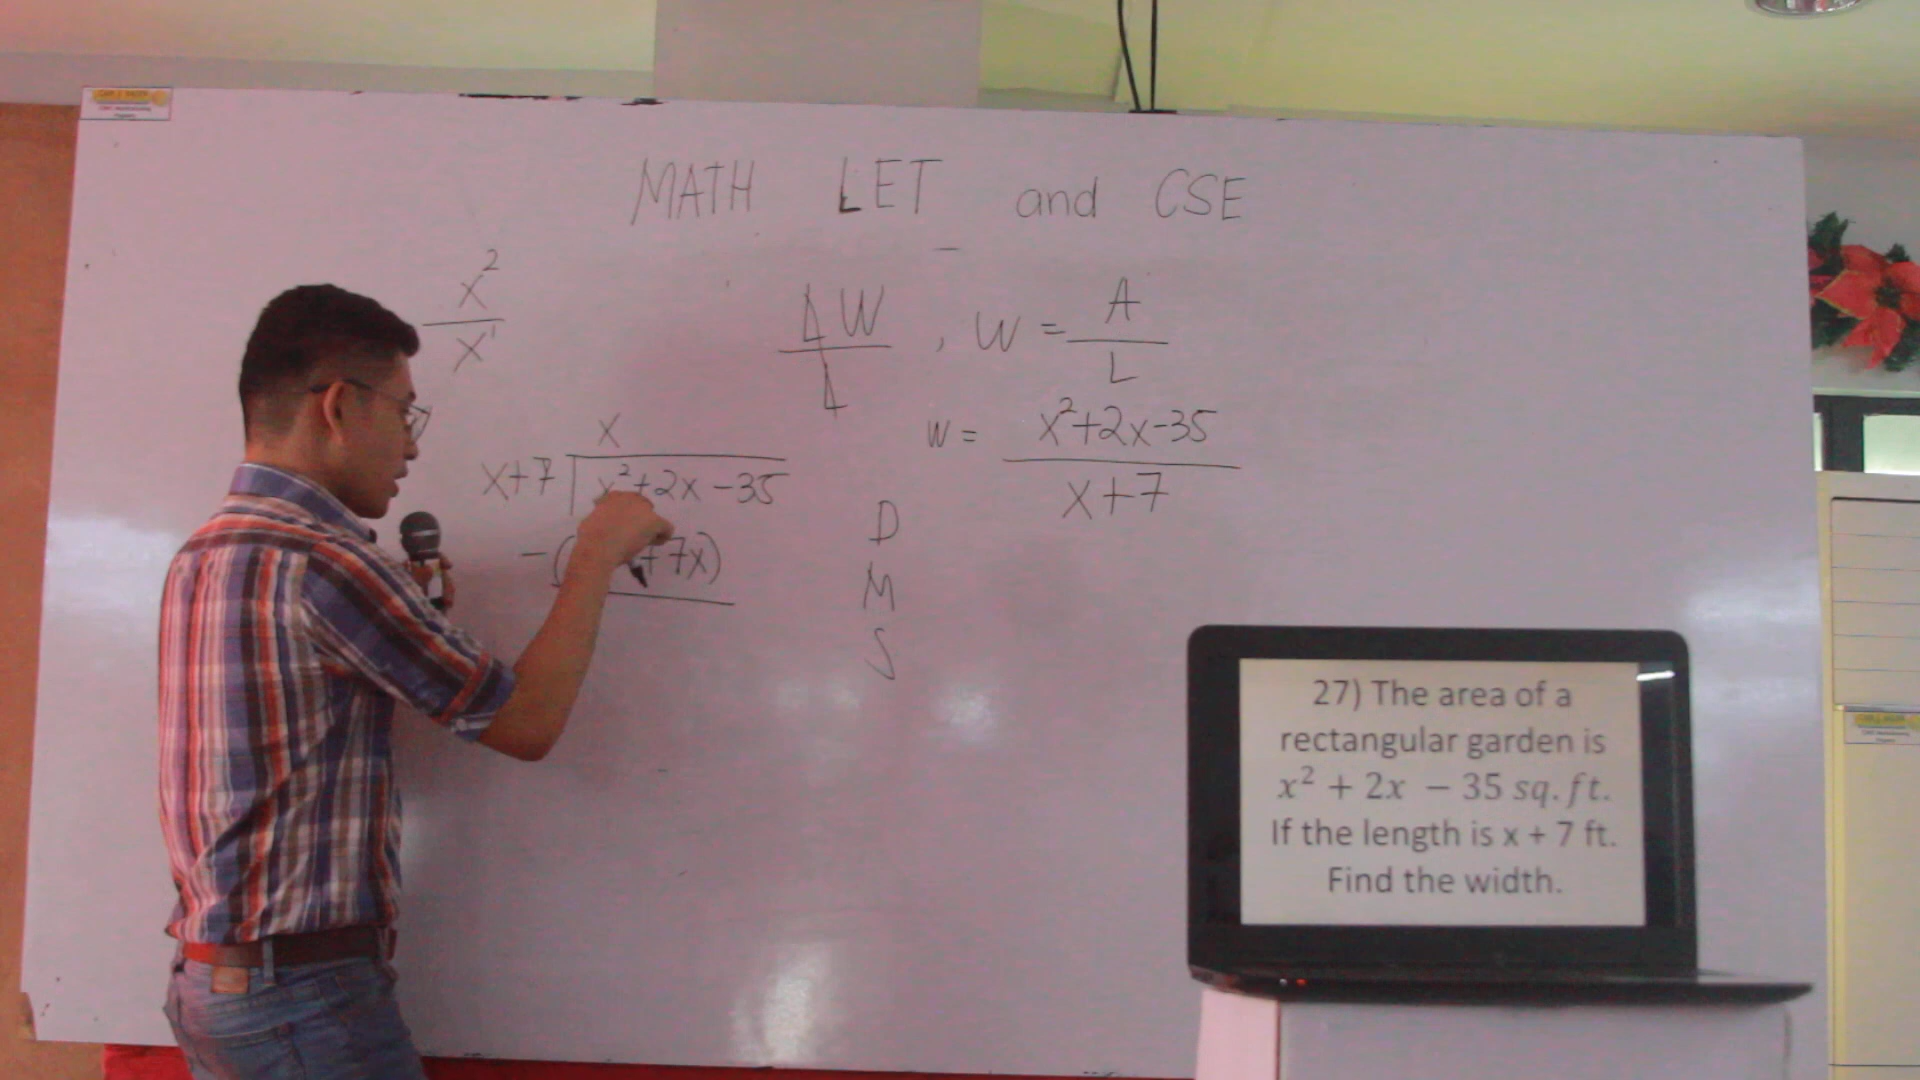 MATH LET and CSE
x²
x¹
LW
L
, W = A
L
W = x²+2x-35
x+7
x
x+7 x²+2x-35
-( +7x)
D
M
S
27) The area of a
rectangular garden is
x² + 2x − 35 sq. ft.
If the length is x + 7 ft.
Find the width.